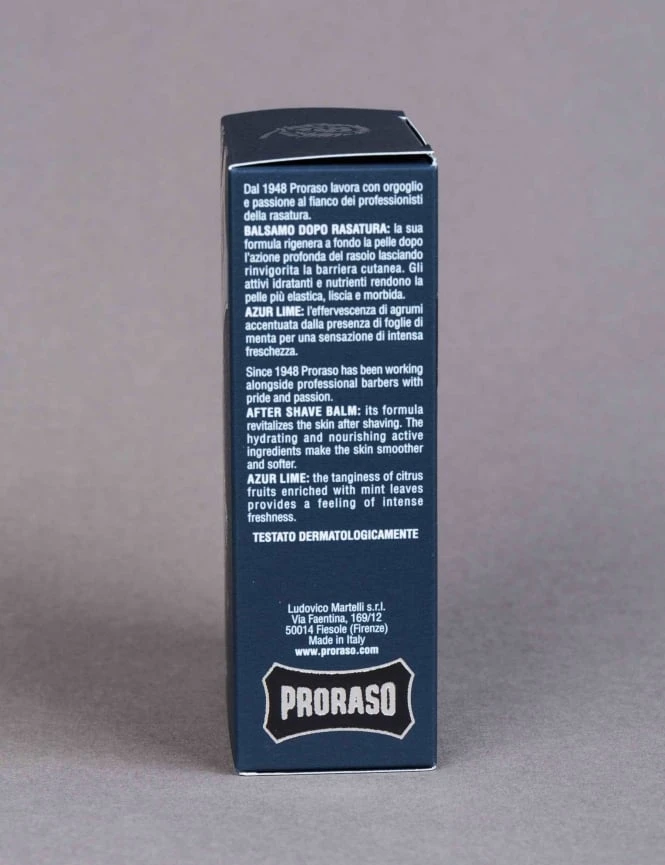 Dal 1948 Proraso lavora con orgoglio
e passione al fianco dei professionisti
della rasatura.
BALSAMO DOPO RASATURA: la sua
formula rigenera a fondo la pelle dopo
l'azione profonda del rasoio lasciando
rinvigorita la barriera cutanea. Gli
attivi idratanti e nutrienti rendono la
pelle più elastica, liscia e morbida.
AZUR LIME: l'effervescenza di agrumi
accentuata dalla presenza di foglie di
menta per una sensazione di intensa
freschezza.
Since 1948 Proraso has been working
alongside professional barbers with
pride and passion.
AFTER SHAVE BALM: its formula
revitalizes the skin after shaving. The
hydrating and nourishing active
ingredients make the skin smoother
and softer.
AZUR LIME: the tanginess of citrus
fruits enriched with mint leaves
provides a feeling of intense
freshness.
TESTATO DERMATOLOGICAMENTE
Ludovico Martelli s.r.l.
Via Faentina, 169/12
50014 Fiesole (Firenze)
Made in Italy
www.proraso.com
PRORASO